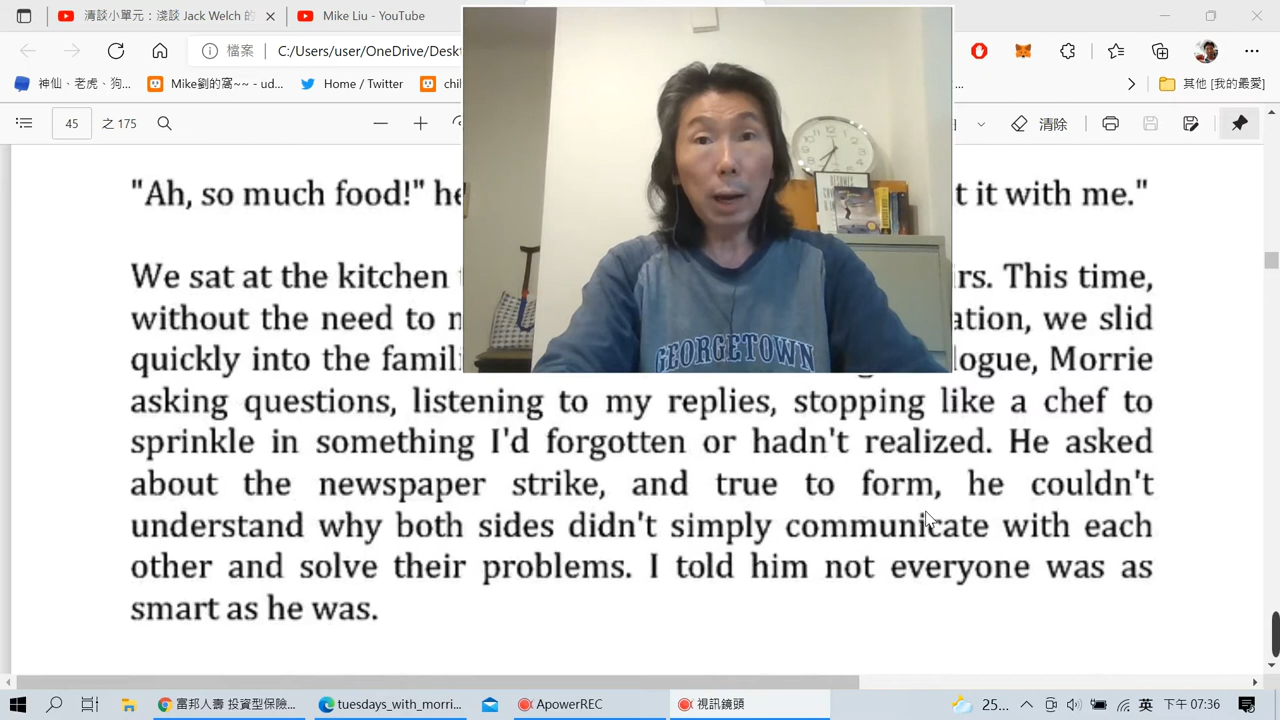 清談小單元：淺談 Jack Welch 的
Mike Liu - YouTube
檔案
C:/Users/user/OneDrive/Desk
神仙、老虎、狗...
Mike劉的窩~~ - ud...
Home / Twitter
其他 [我的最愛]
45 之 175
清除
"Ah, so much food!" he
t it with me."
We sat at the kitchen
irs. This time,
without the need to
ation, we slid
quickly into the famili
logue, Morrie
asking questions, listening to my replies, stopping like a chef to
sprinkle in something I'd forgotten or hadn't realized. He asked
about the newspaper strike, and true to form, he couldn't
understand why both sides didn't simply communicate with each
other and solve their problems. I told him not everyone was as
smart as he was.
GEORGETOWN
富邦人壽 投資型保險...
tuesdays_with_morri...
ApowerREC
視訊鏡頭
25...
英
下午 07:36